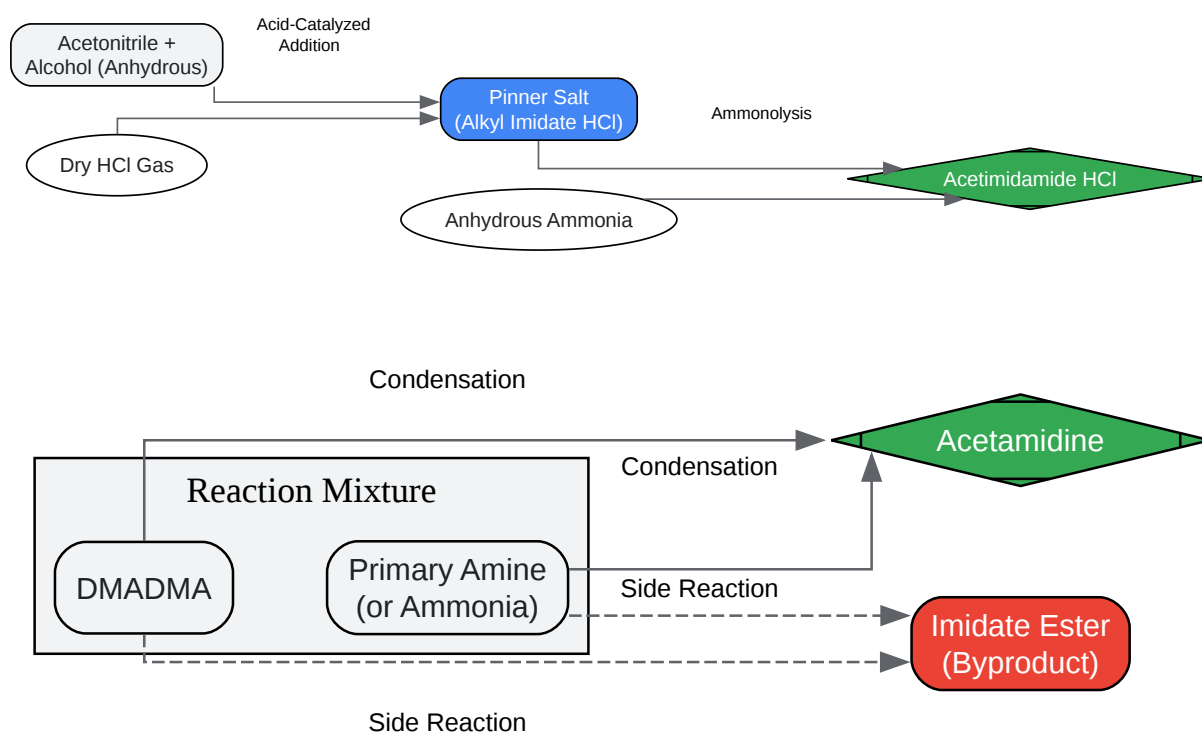 Acid-Catalyzed
Addition
Acetonitrile +
Alcohol (Anhydrous)
Pinner Salt
(Alkyl Imidate HCl)
Ammonolysis
Dry HCl Gas
Acetimidamide HCl
Anhydrous Ammonia
Condensation
Acetamidine
Condensation
Reaction Mixture
DMADMA
Primary Amine
(or Ammonia)
Side Reaction
Imidate Ester
(Byproduct)
Side Reaction